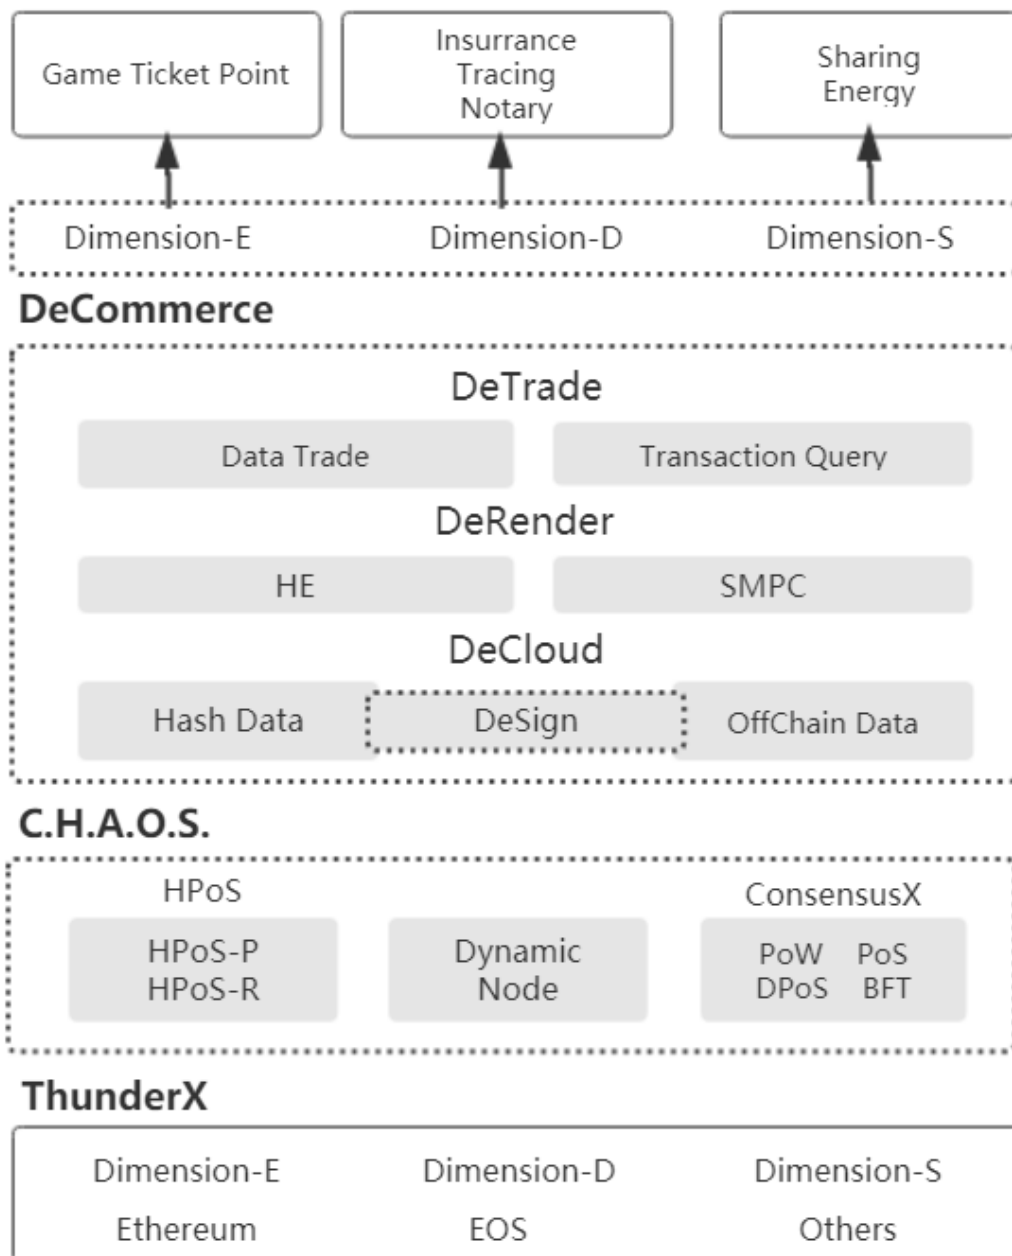 Game Ticket Point
Insurrance
Tracing
Notary
Sharing
Energy
Dimension-E Dimension-D Dimension-S
DeCommerce
DeTrade
Data Trade Transaction Query
DeRender
HE SMPC
DeCloud
Hash Data DeSign OffChain Data
C.H.A.O.S.
HPoS ConsensusX
HPoS-P
HPoS-R
Dynamic
Node
PoW PoS
DPoS BFT
ThunderX
Dimension-E Dimension-D Dimension-S
Ethereum EOS Others